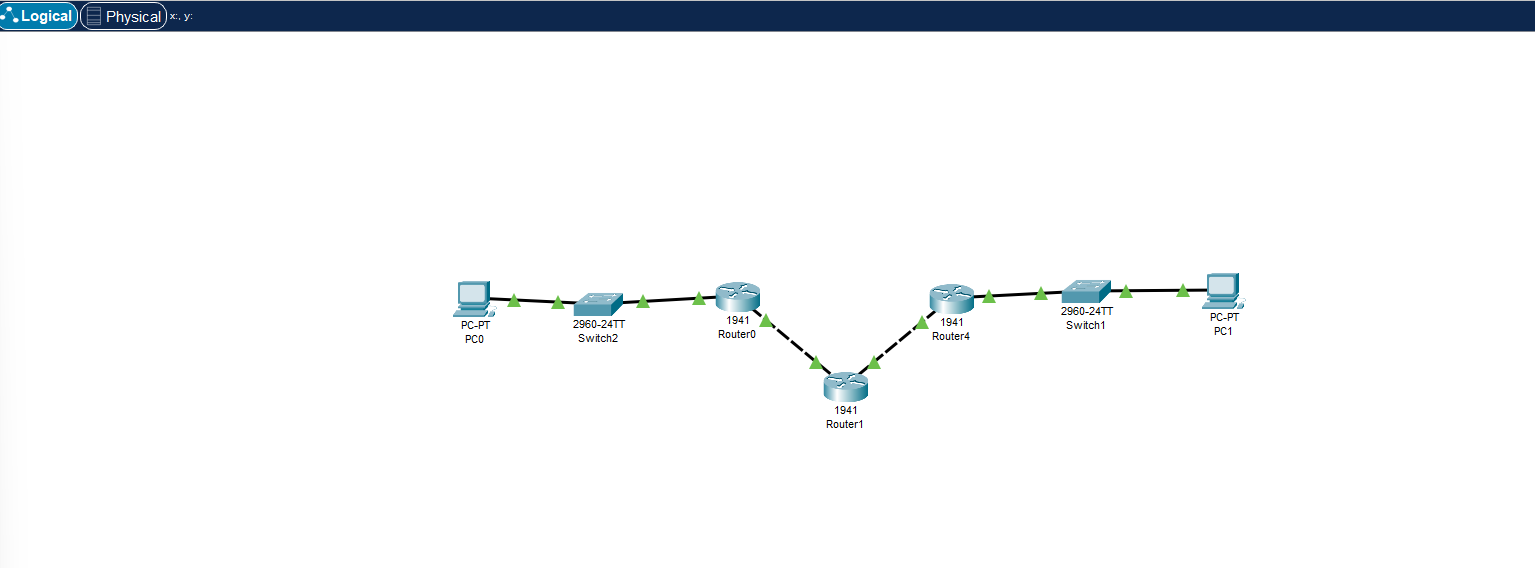 Logical Physical x:, y:
PC-PT
PC0
2960-24TT
Switch2
1941
Router0
1941
Router1
1941
Router4
2960-24TT
Switch1
PC-PT
PC1